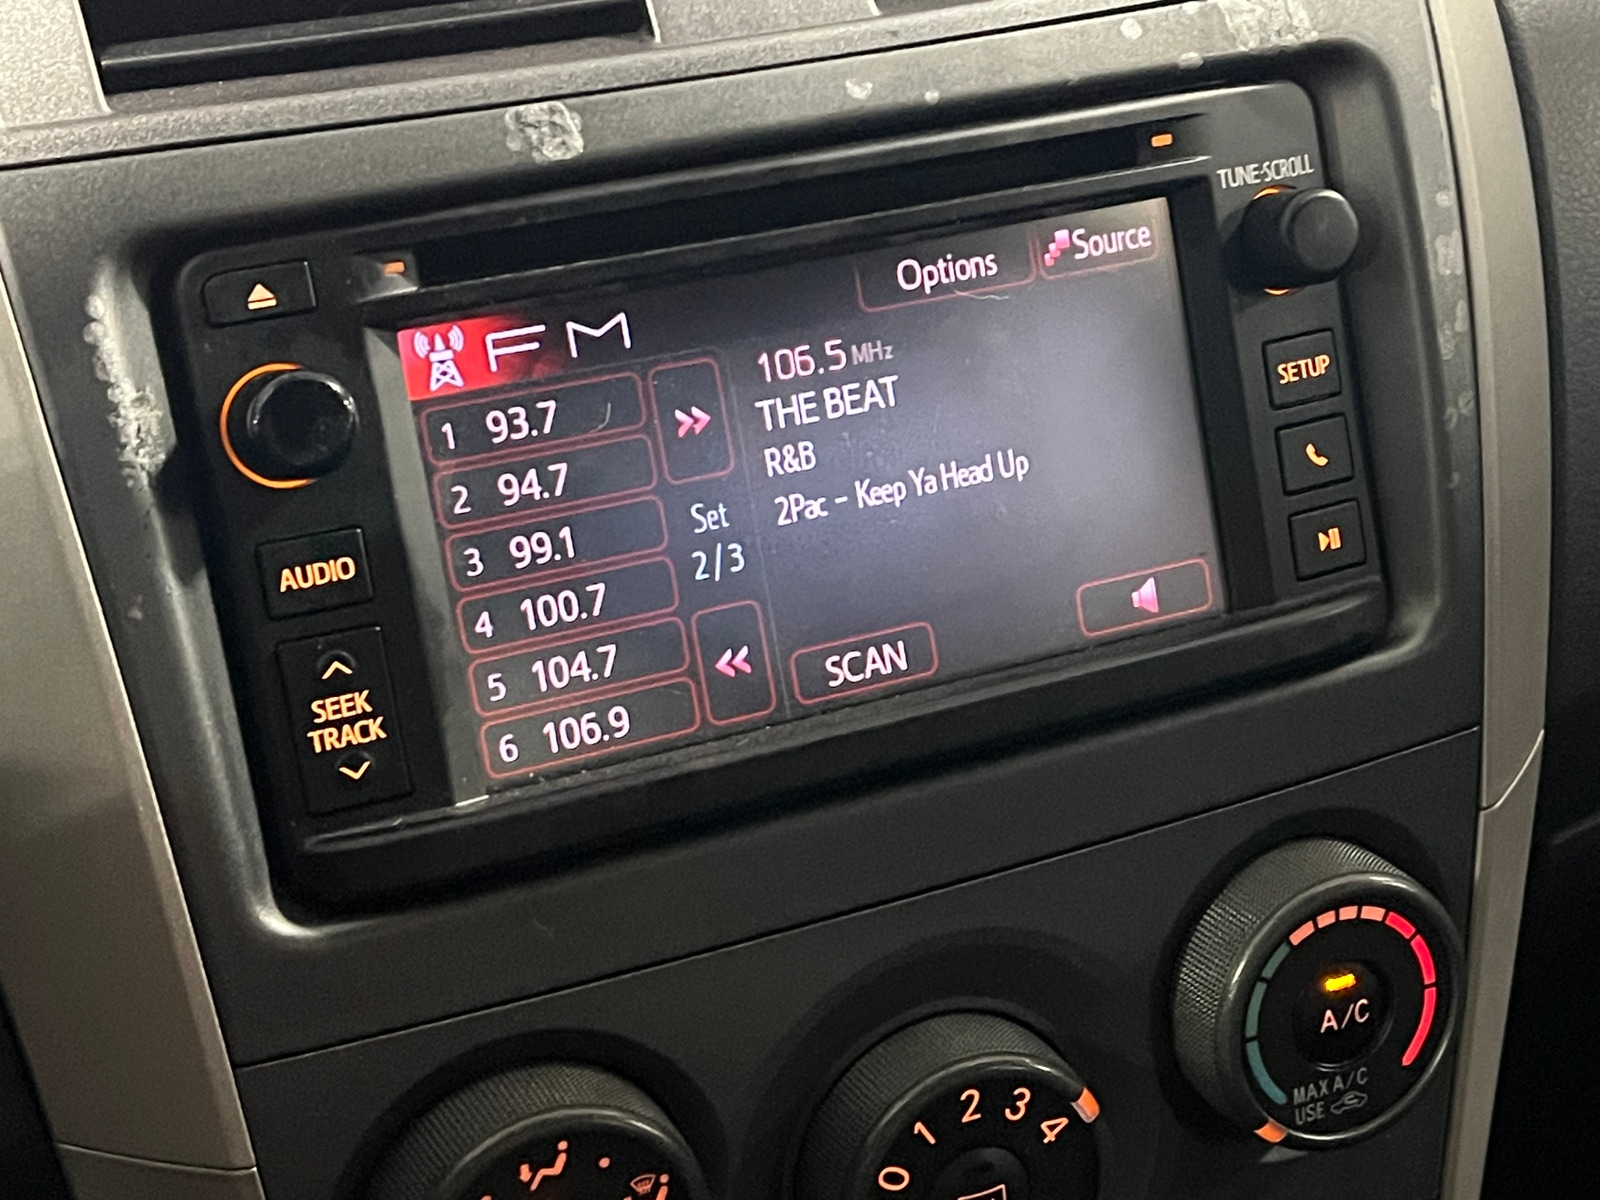 TUNE·SCROLL
Options
Source
FM
106.5 MHz
THE BEAT
R&B
2Pac - Keep Ya Head Up
1 93.7
2 94.7
3 99.1
4 100.7
5 104.7
6 106.9
Set
2/3
SCAN
AUDIO
SEEK
TRACK
SETUP
A/C
MAX A/C
USE
0 1 2 3 4